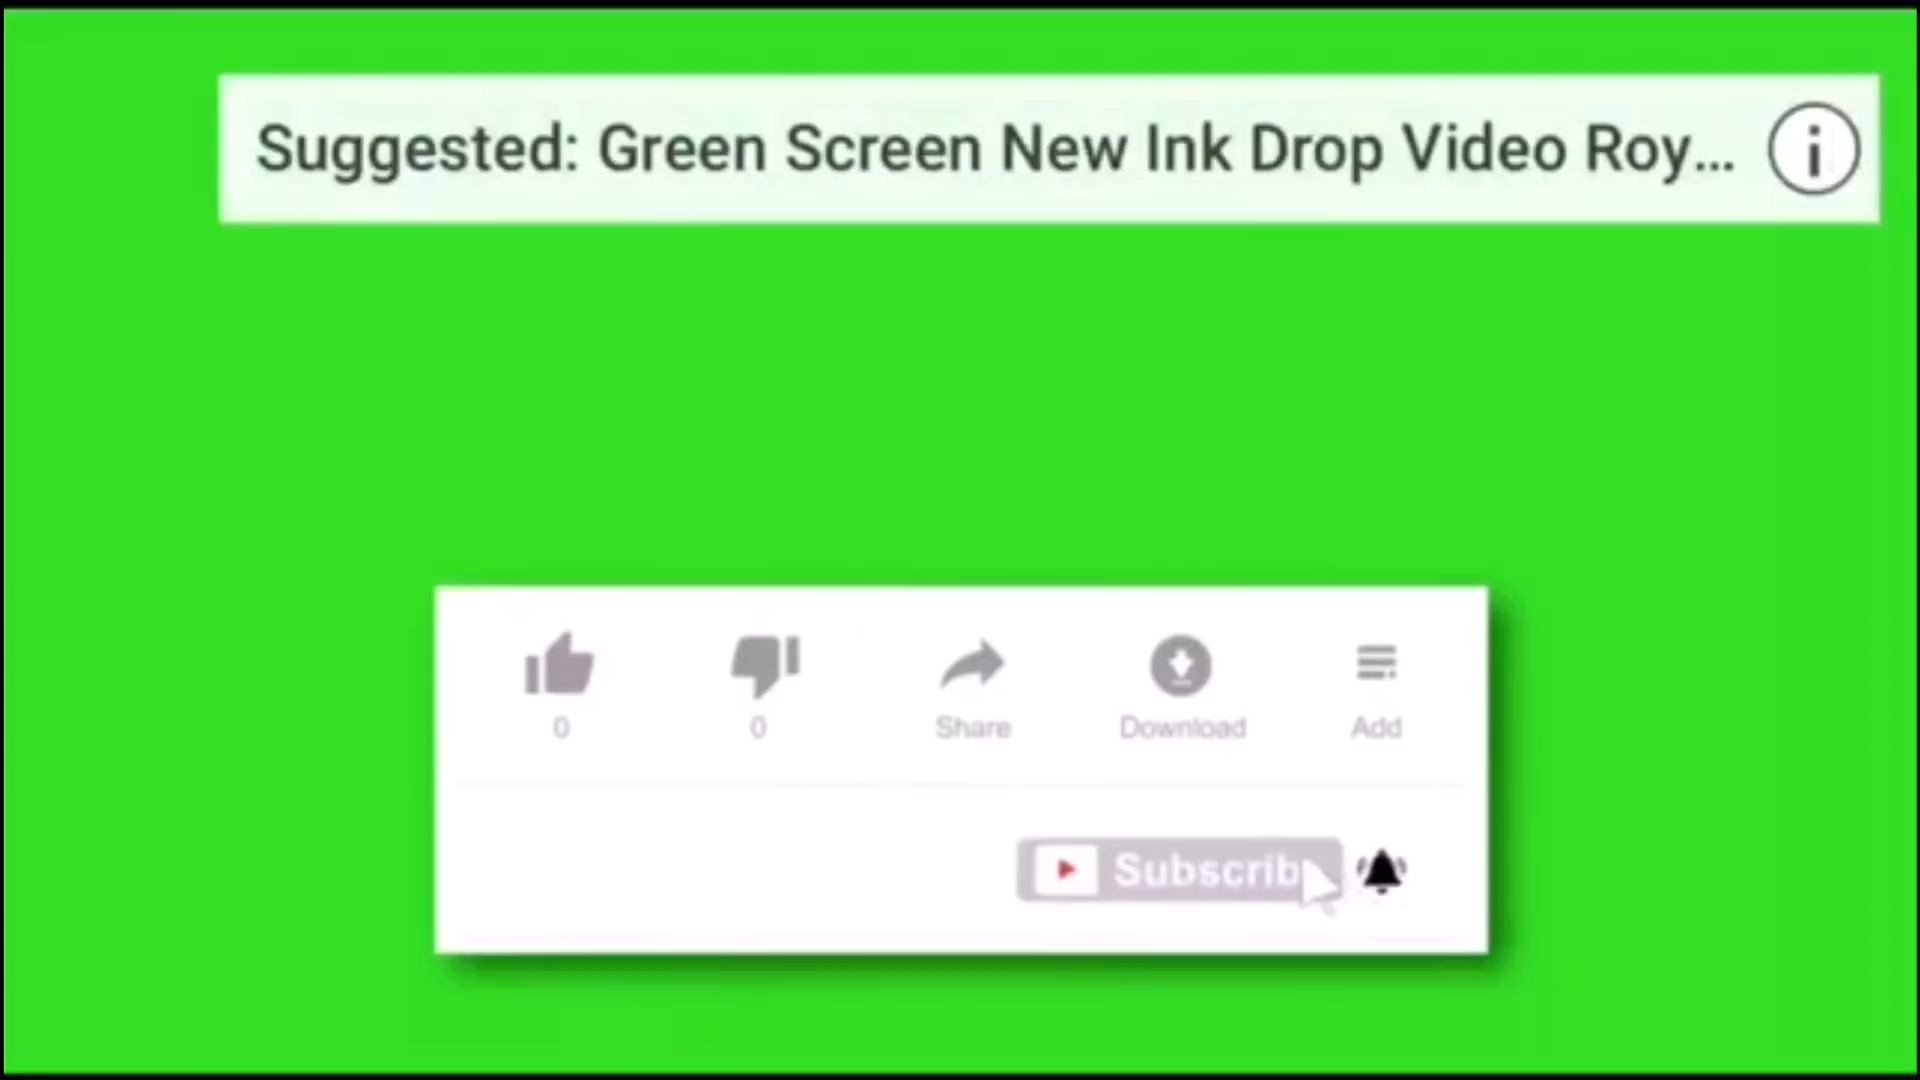 Suggested: Green Screen New Ink Drop Video Roy...
i
0 0 Share Download Add
Subscrib